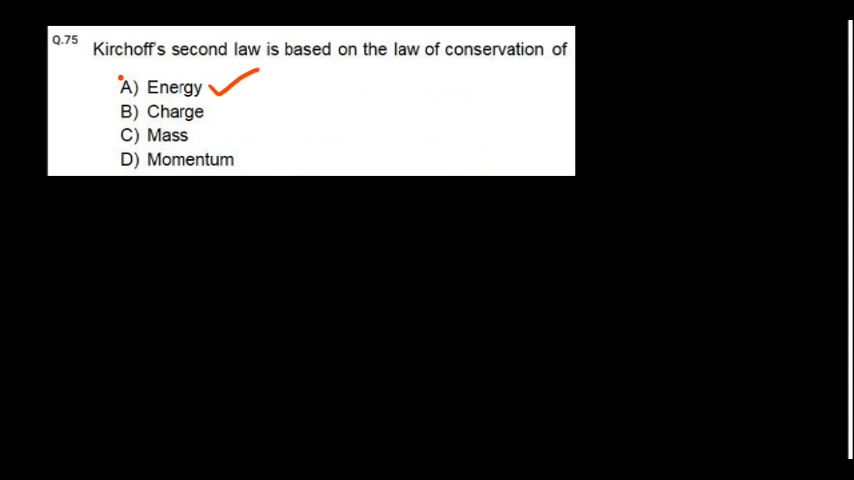 Q.75
Kirchoff's second law is based on the law of conservation of
A) Energy
B) Charge
C) Mass
D) Momentum